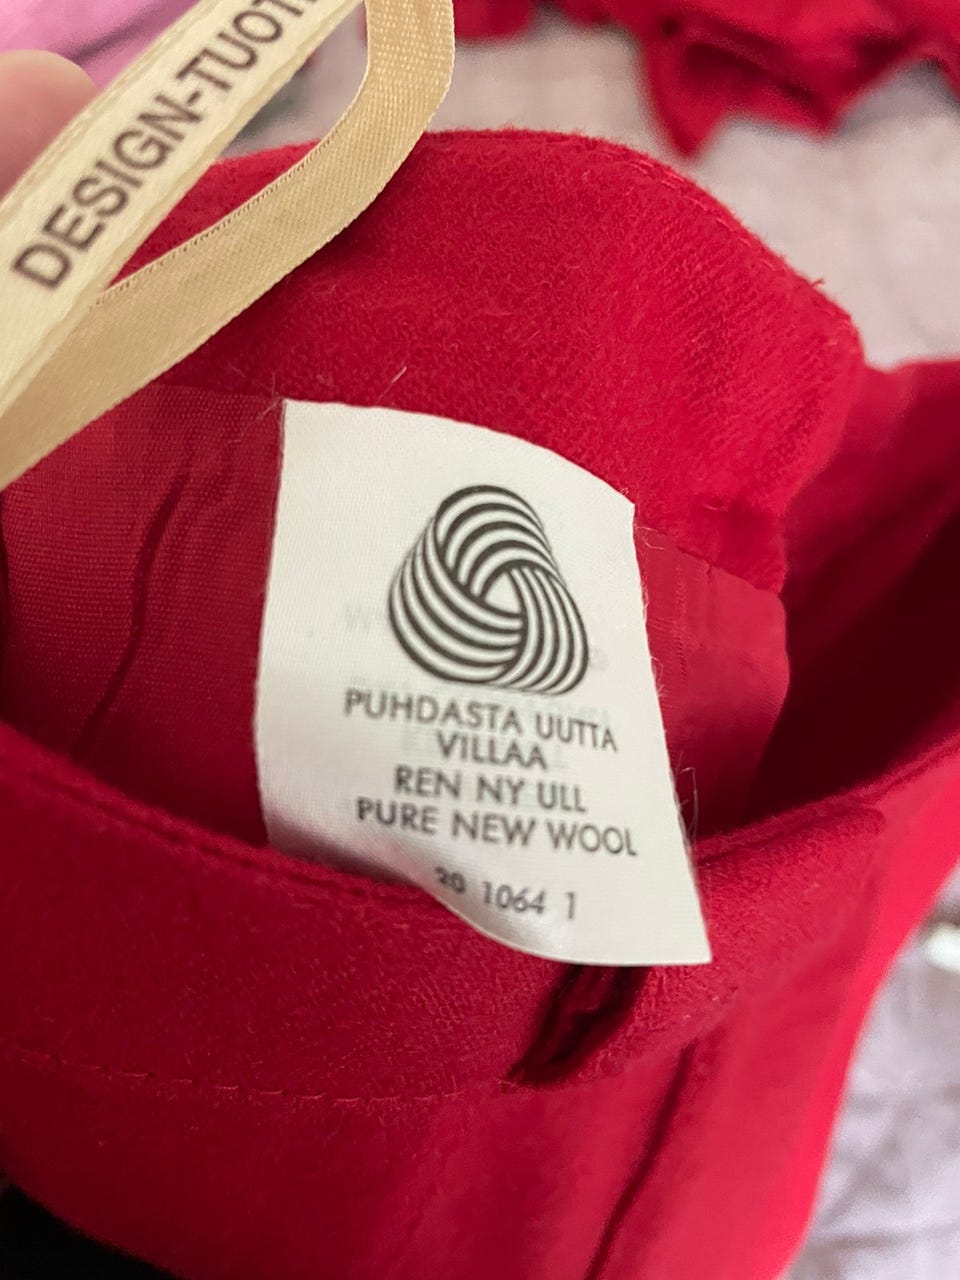 DESIGN-TUOT
PUHDASTA UUTTA
VILLAA
REN NY ULL
PURE NEW WOOL
20 1064 1